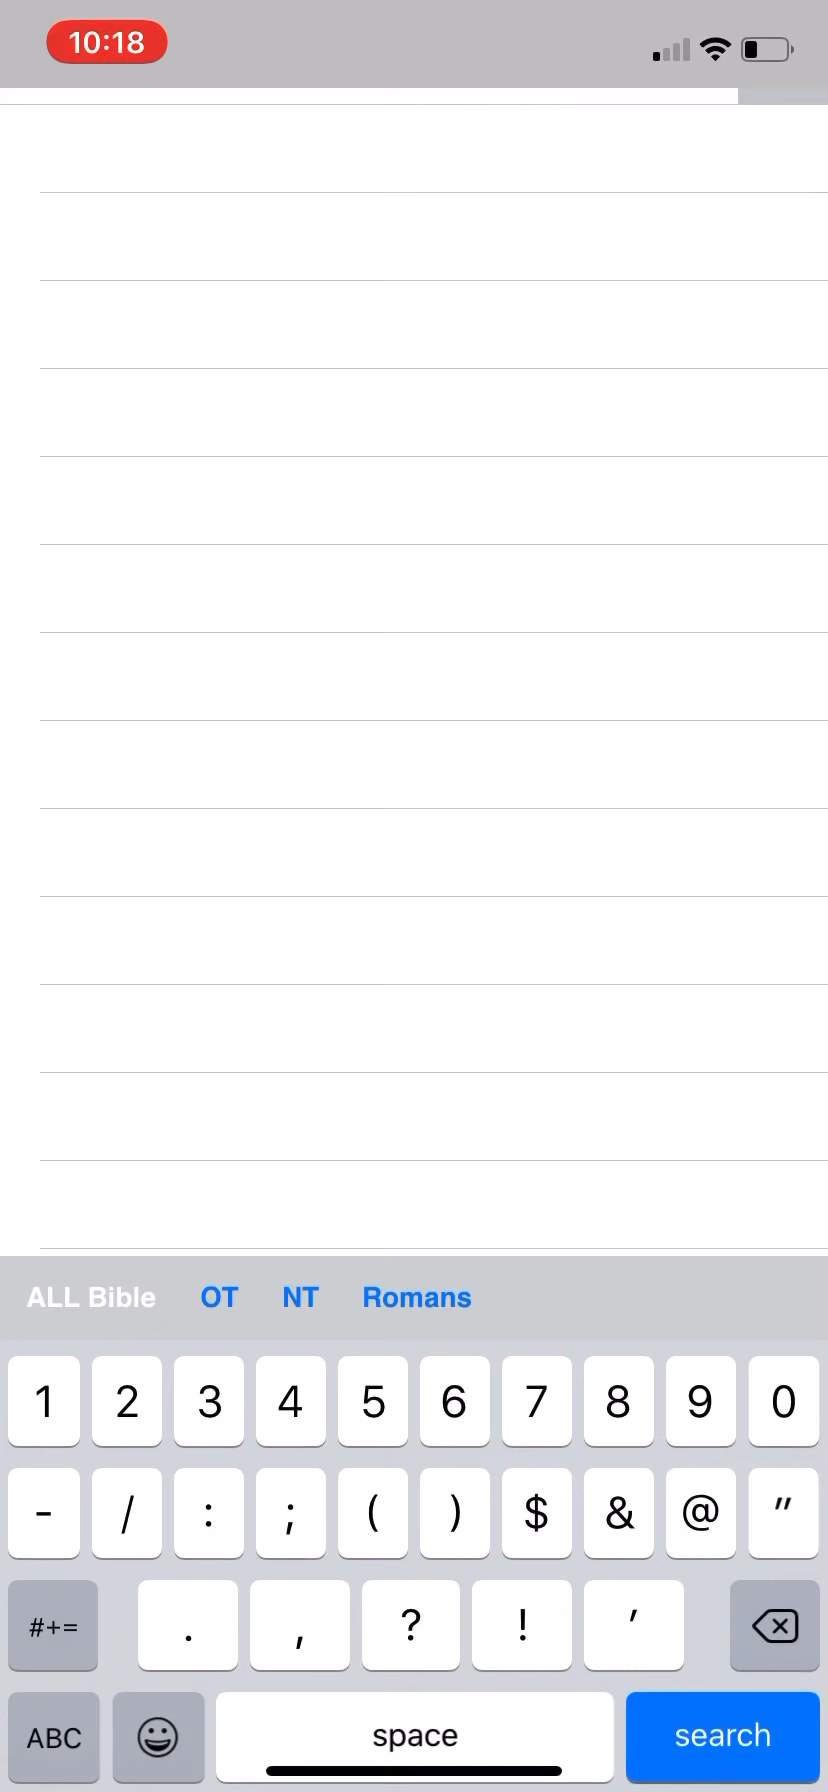 10:18
ALL Bible OT NT Romans
1 2 3 4 5 6 7 8 9 0
- / : ; ( ) $ & @ "
#+= . , ? ! '
ABC space search